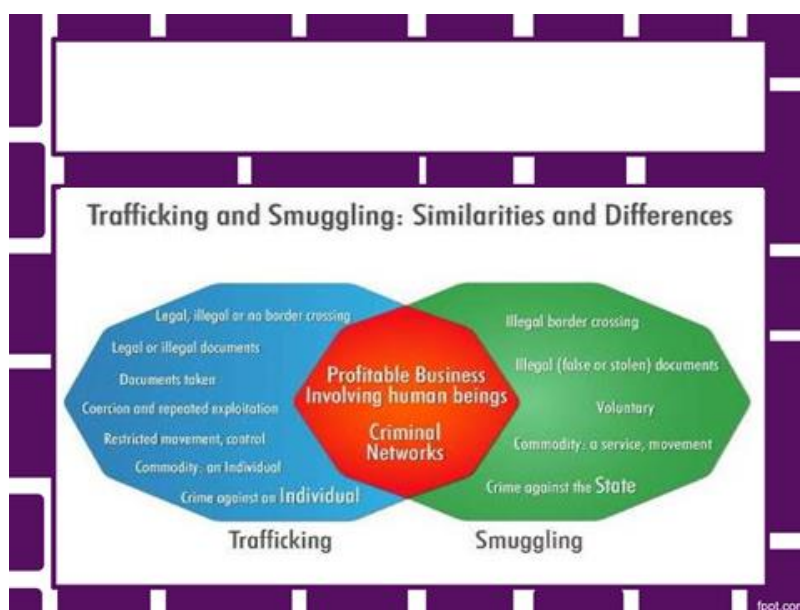 Trafficking and Smuggling: Similarities and Differences
Legal, illegal or no border crossing
Legal or illegal documents
Documents taken
Coercion and repeated exploitation
Restricted movement, control
Commodity: an Individual
Crime against an Individual
Profitable Business
Involving human beings
Criminal
Networks
Illegal border crossing
Illegal (false or stolen) documents
Voluntary
Commodity: a service, movement
Crime against the State
Trafficking
Smuggling